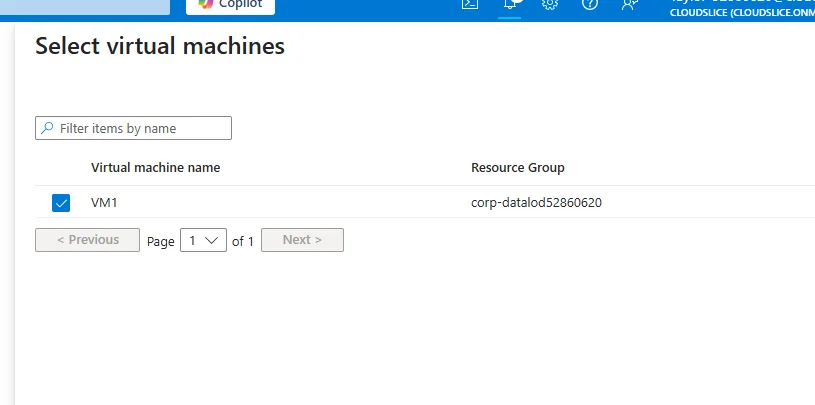 Copilot
CLOUDSLICE (CLOUDSLICE.ONM
Select virtual machines
Filter items by name
Virtual machine name Resource Group
VM1 corp-datalod52860620
< Previous Page 1 of 1 Next >